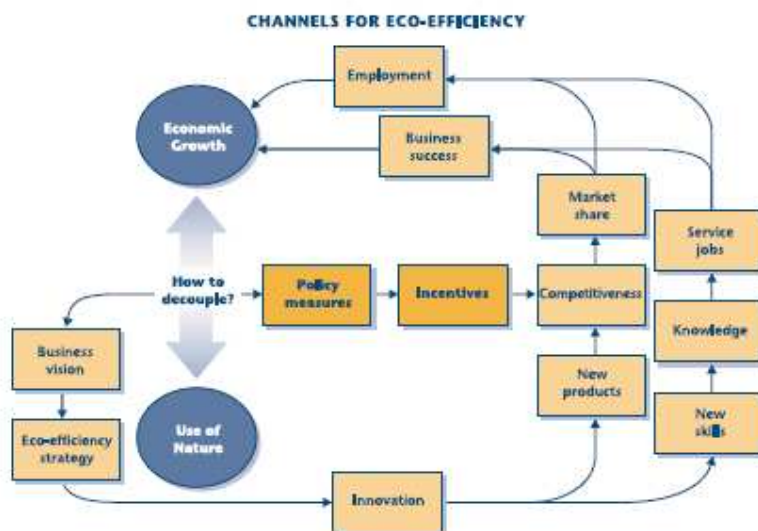 CHANNELS FOR ECO-EFFICIENCY
Employment
Economic
Growth
Business
success
Market
share
Service
jobs
How to
decouple?
Policy
measures
Incentives
Competitiveness
Knowledge
Business
vision
New
products
Use of
Nature
New
skills
Eco-efficiency
strategy
Innovation